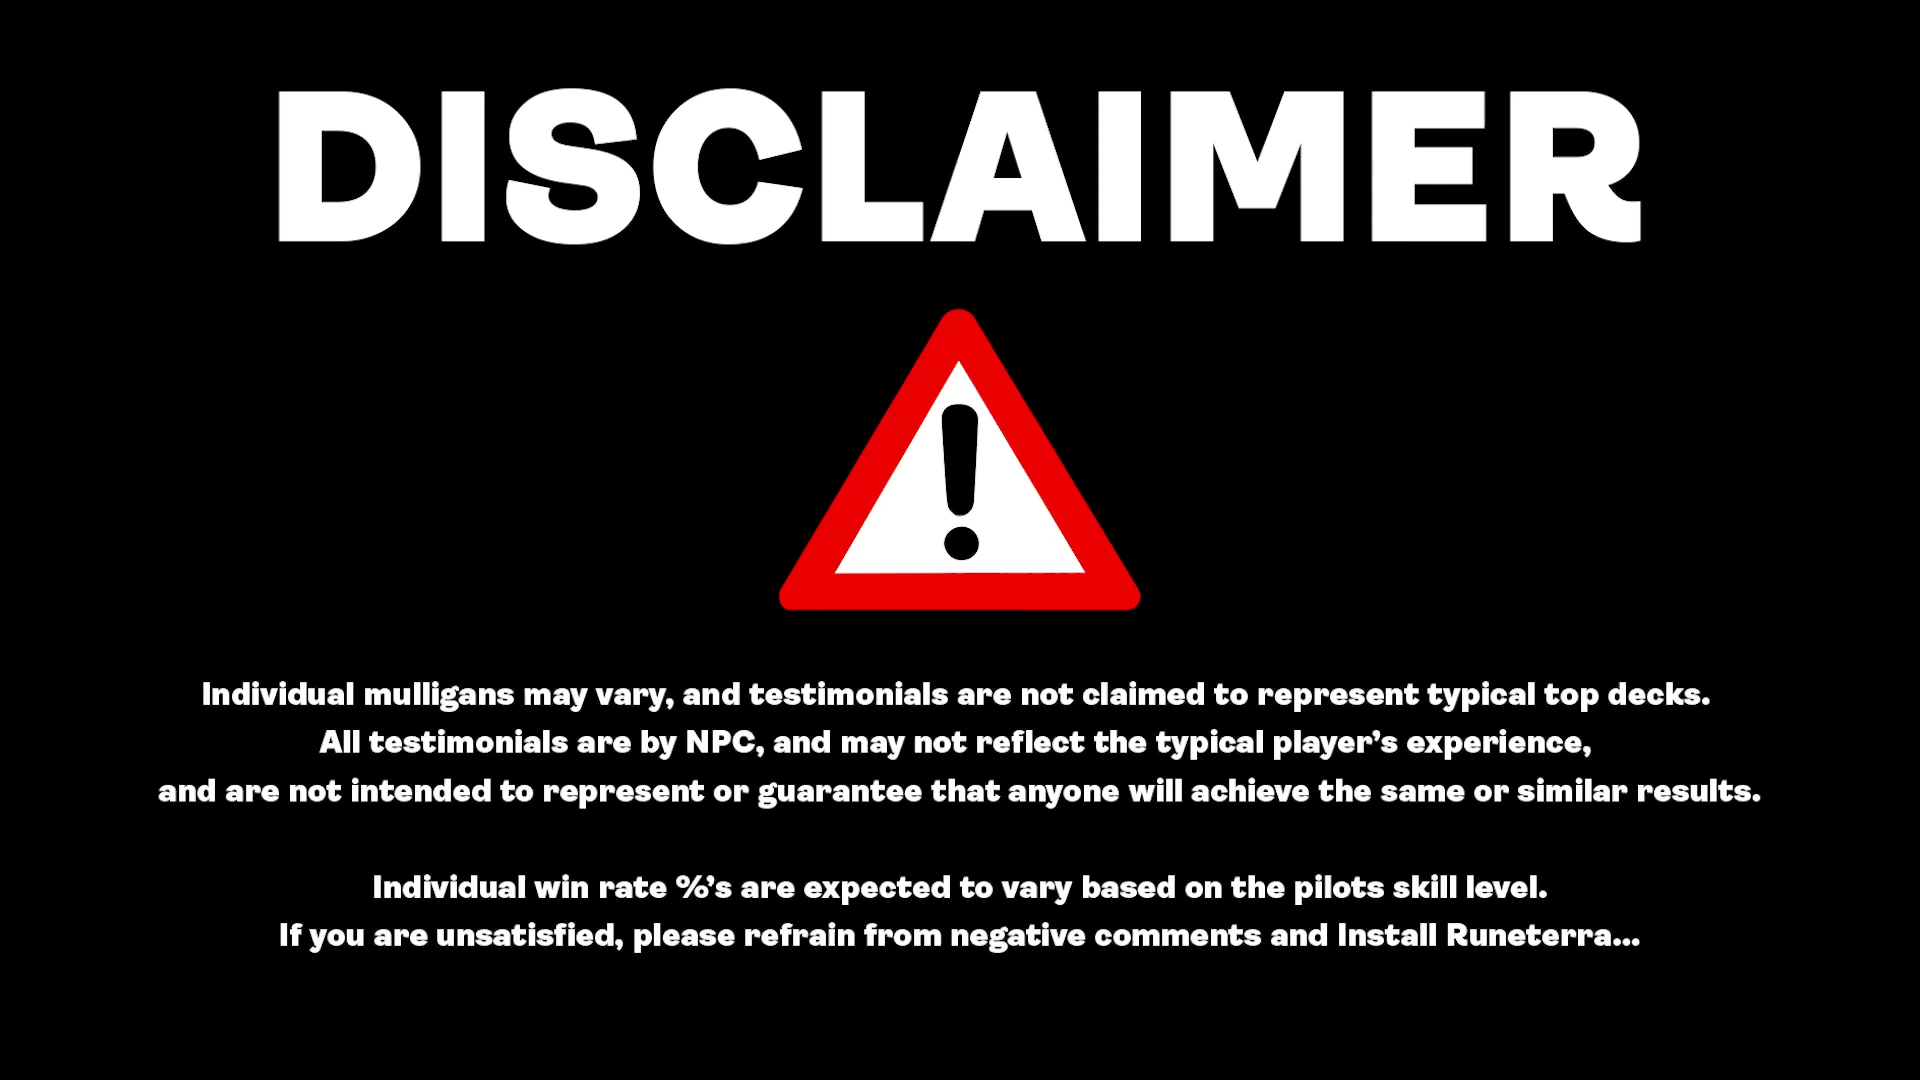 DISCLAIMER
Individual mulligans may vary, and testimonials are not claimed to represent typical top decks.
All testimonials are by NPC, and may not reflect the typical player’s experience,
and are not intended to represent or guarantee that anyone will achieve the same or similar results.
Individual win rate %’s are expected to vary based on the pilots skill level.
If you are unsatisfied, please refrain from negative comments and Install Runeterra...